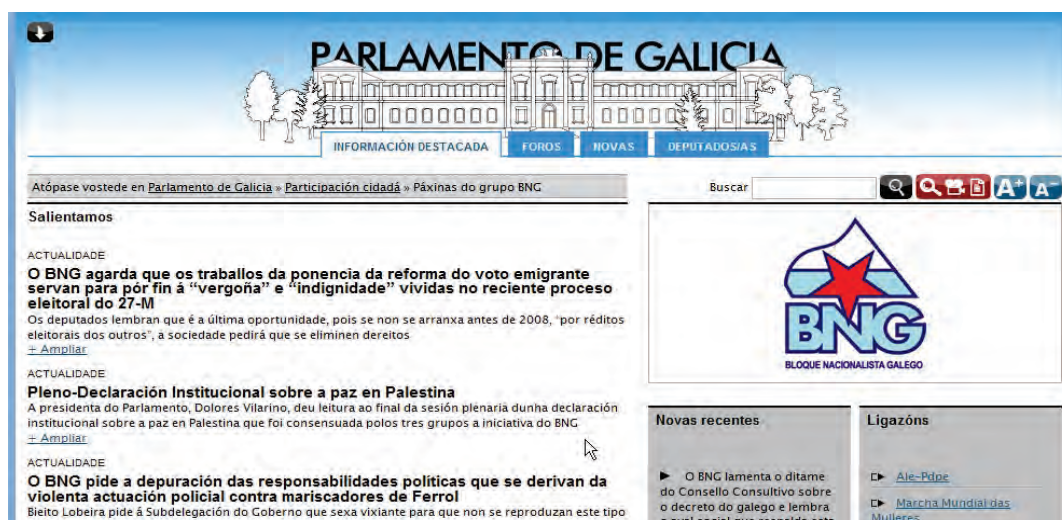 PARLAMENTO DE GALICIA
INFORMACIÓN DESTACADA
FOROS
NOVAS
DEPUTADOS/AS
Atópase vostede en Parlamento de Galicia » Participación cidadá » Páxinas do grupo BNG
Buscar
A+
A-
Salientamos
ACTUALIDADE
O BNG agarda que os traballos da ponencia da reforma do voto emigrante
servan para pór fin á “vergoña” e “indignidade” vividas no reciente proceso
eleitoral do 27-M
Os deputados lembran que é a última oportunidade, pois se non se arranxa antes de 2008, "por réditos
eleitorais dos outros", a sociedade pedirá que se eliminen dereitos
+ Ampliar
ACTUALIDADE
Pleno-Declaración Institucional sobre a paz en Palestina
A presidenta do Parlamento, Dolores Vilarino, deu leitura ao final da sesión plenaria dunha declaración
institucional sobre a paz en Palestina que foi consensuada polos tres grupos a iniciativa do BNG
+ Ampliar
ACTUALIDADE
O BNG pide a depuración das responsabilidades políticas que se derivan da
violenta actuación policial contra mariscadores de Ferrol
Bieito Lobeira pide á Subdelegación do Goberno que sexa vixiante para que non se reproduzan este tipo
BNG
BLOQUE NACIONALISTA GALEGO
Novas recentes
O BNG lamenta o ditame
do Consello Consultivo sobre
o decreto do galego e lembra
Ligazóns
Ale-Pdpe
Marcha Mundial das
Mulleres